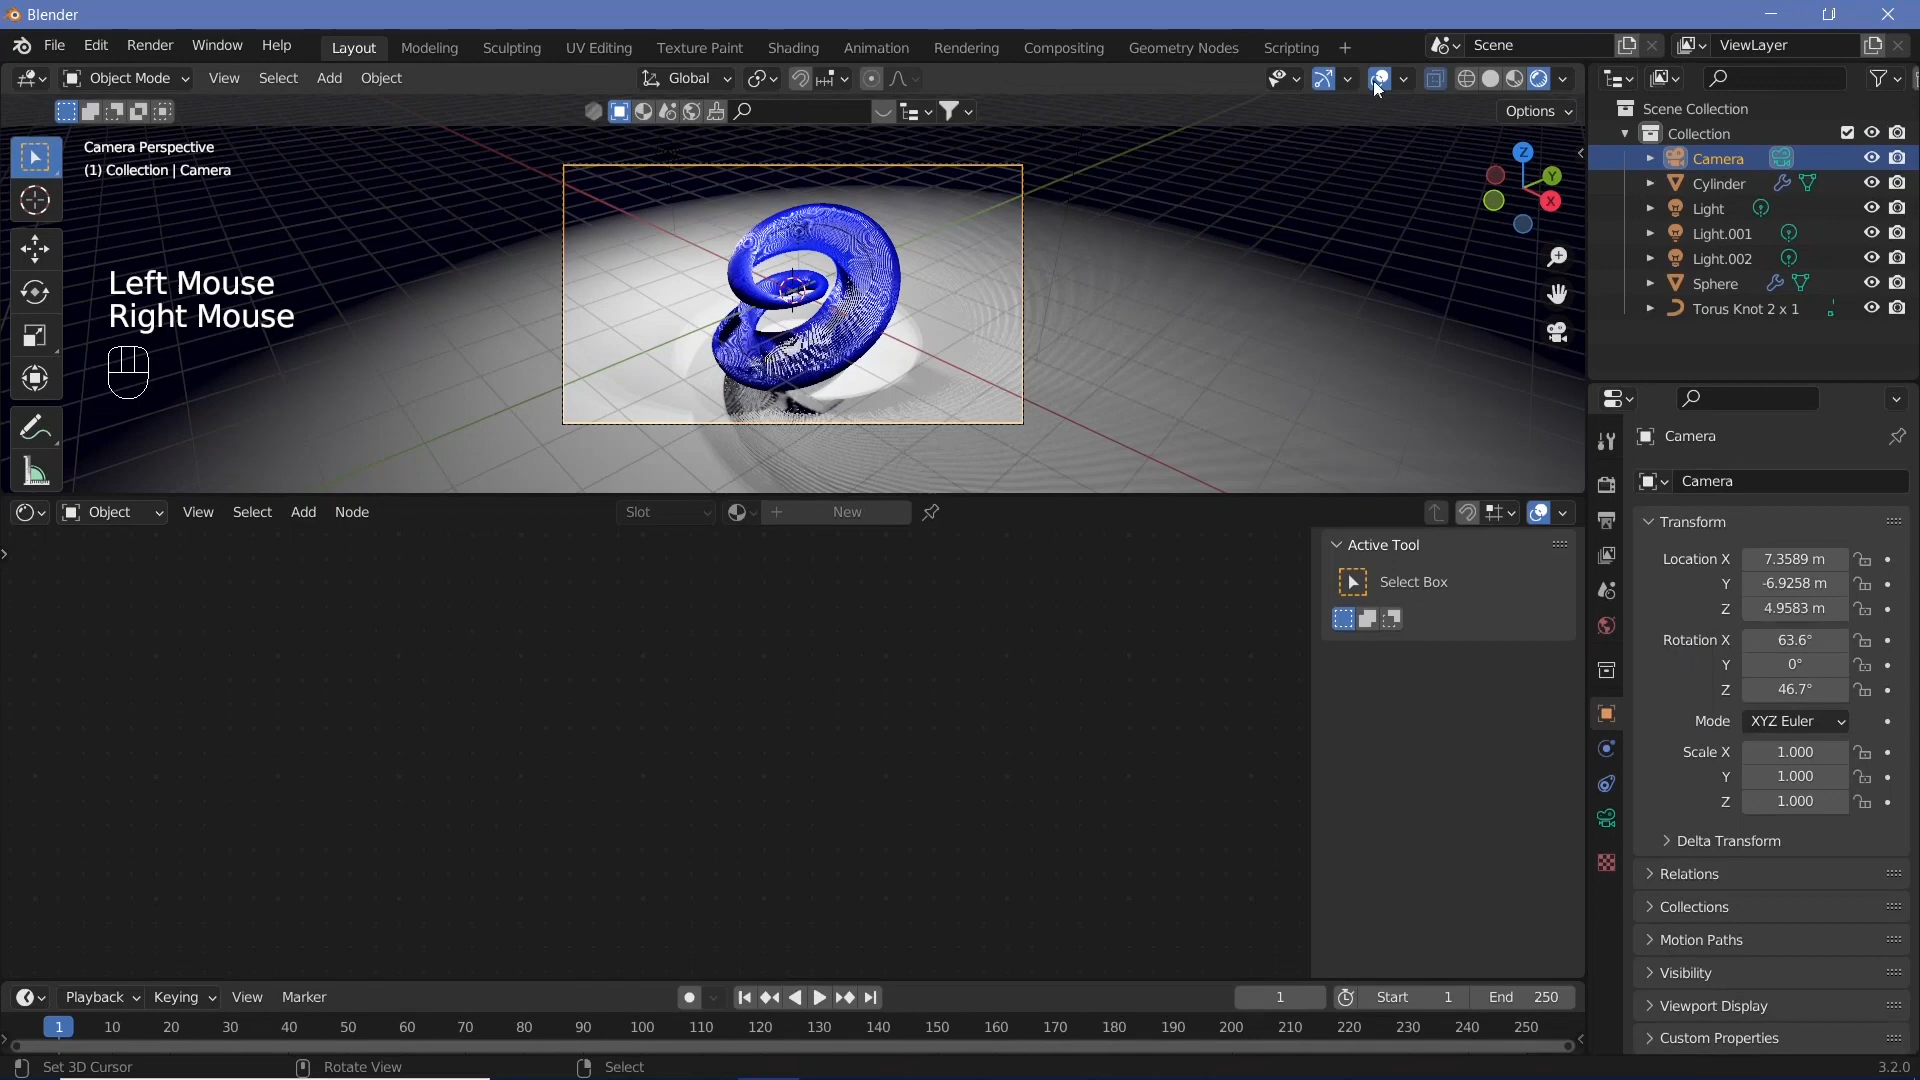 Blender
File Edit Render Window Help Layout Modeling Sculpting UV Editing Texture Paint Shading Animation Rendering Compositing Geometry Nodes Scripting + Scene ViewLayer
Object Mode View Select Add Object Global
Options
Camera Perspective
(1) Collection | Camera
Left Mouse
Right Mouse
Z
Y
X
Scene Collection
Collection
Camera
Cylinder
Light
Light.001
Light.002
Sphere
Torus Knot 2 x 1
Object View Select Add Node Slot New
Active Tool
Select Box
Camera
Camera
Transform
Location X 7.3589 m
Y -6.9258 m
Z 4.9583 m
Rotation X 63.6°
Y 0°
Z 46.7°
Mode XYZ Euler
Scale X 1.000
Y 1.000
Z 1.000
Delta Transform
Relations
Collections
Motion Paths
Visibility
Viewport Display
Custom Properties
Playback Keying View Marker 1 Start 1 End 250
1 10 20 30 40 50 60 70 80 90 100 110 120 130 140 150 160 170 180 190 200 210 220 230 240 250
Set 3D Cursor Rotate View Select 3.2.0